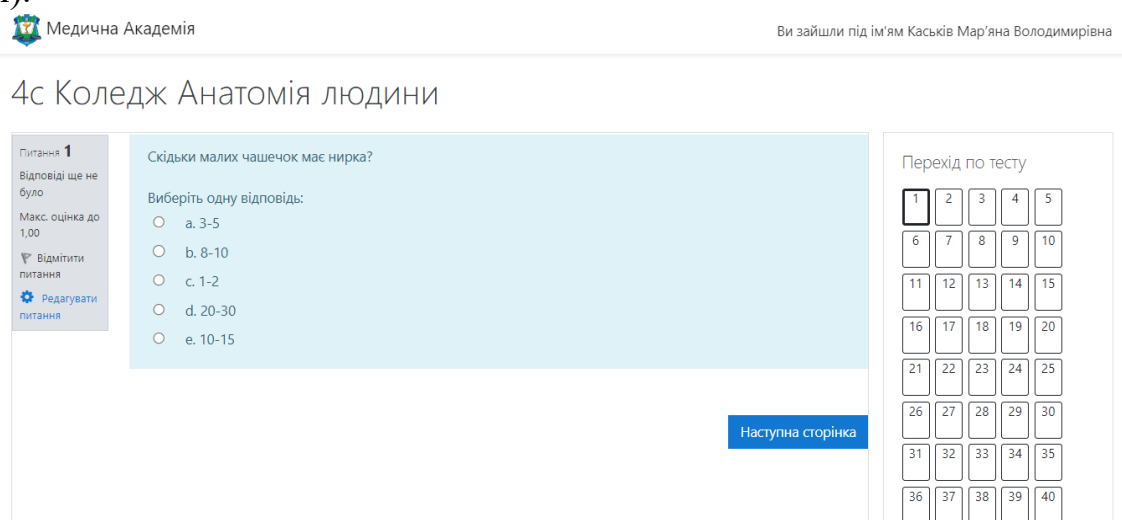 Медична Академія
Ви зайшли під ім'ям Каськів Мар'яна Володимирівна
4с Коледж Анатомія людини
Питання 1
Відповіді ще не
було
Макс. оцінка до
1,00
Відмітити
питання
Редагувати
питання
Скідьки малих чашечок має нирка?
Виберіть одну відповідь:
a. 3-5
b. 8-10
c. 1-2
d. 20-30
e. 10-15
Наступна сторінка
Перехід по тесту
1 2 3 4 5
6 7 8 9 10
11 12 13 14 15
16 17 18 19 20
21 22 23 24 25
26 27 28 29 30
31 32 33 34 35
36 37 38 39 40